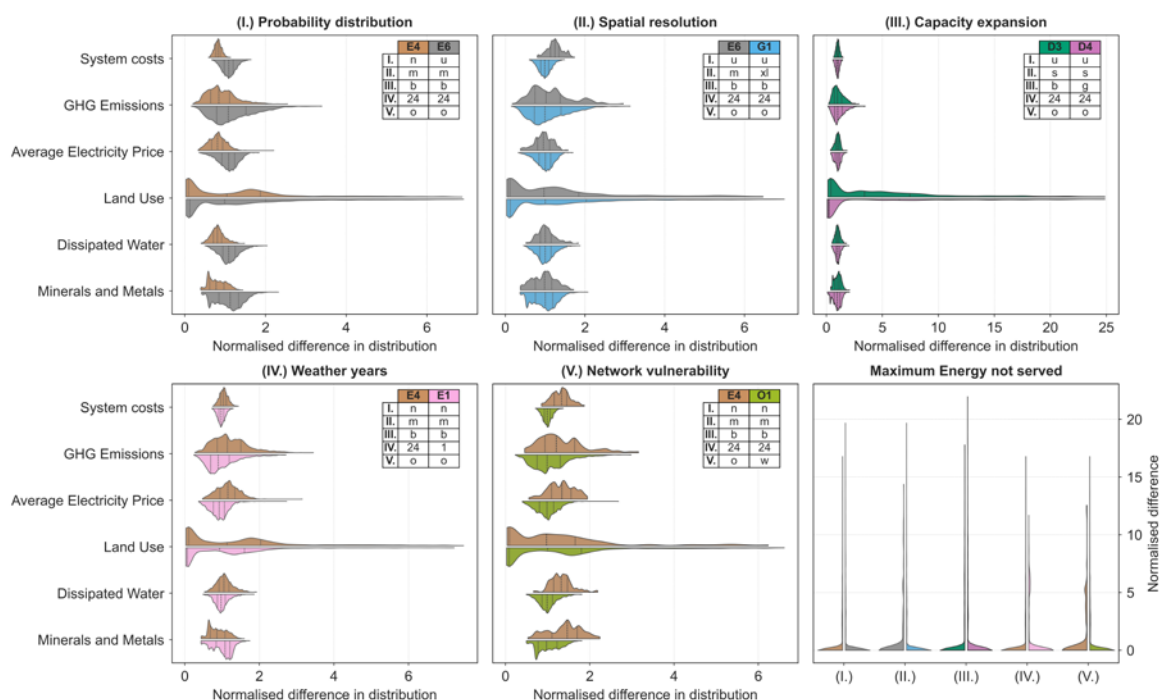 (I.) Probability distribution
(II.) Spatial resolution
(III.) Capacity expansion
System costs
GHG Emissions
Average Electricity Price
Land Use
Dissipated Water
Minerals and Metals
E4 E6
I. n u
II. m m
III. b b
IV. 24 24
V. o o
E6 G1
I. u u
II. m xl
III. b b
IV. 24 24
V. o o
D3 D4
I. u u
II. s s
III. b g
IV. 24 24
V. o o
0 2 4 6
0 2 4 6
0 5 10 15 20 25
Normalised difference in distribution
Normalised difference in distribution
Normalised difference in distribution
(IV.) Weather years
(V.) Network vulnerability
Maximum Energy not served
System costs
GHG Emissions
Average Electricity Price
Land Use
Dissipated Water
Minerals and Metals
E4 E1
I. n n
II. m m
III. b b
IV. 24 1
V. o o
E4 O1
I. n n
II. m m
III. b b
IV. 24 24
V. o w
20
15
10
5
0
Normalised difference
0 2 4 6
0 2 4 6
(I.) (II.) (III.) (IV.) (V.)
Normalised difference in distribution
Normalised difference in distribution